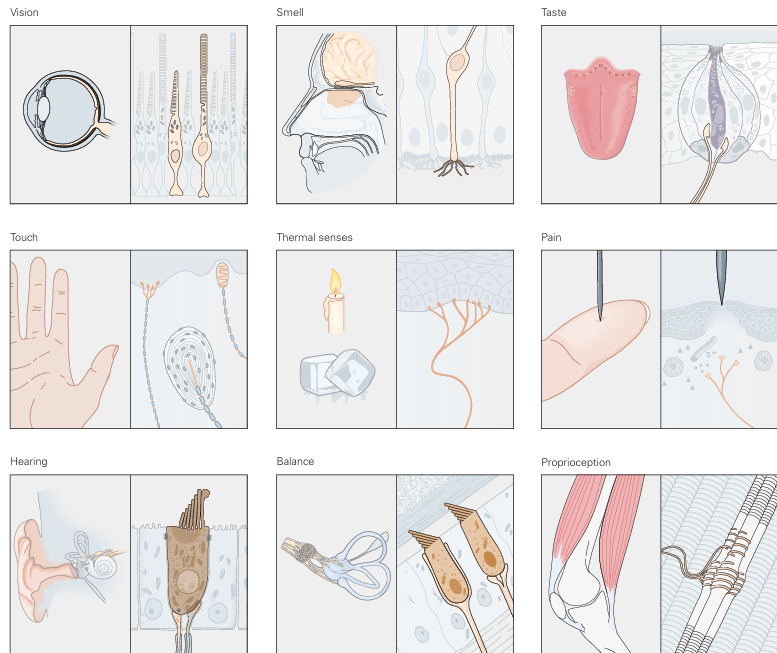 Vision
Smell
Taste
Touch
Thermal senses
Pain
Hearing
Balance
Proprioception